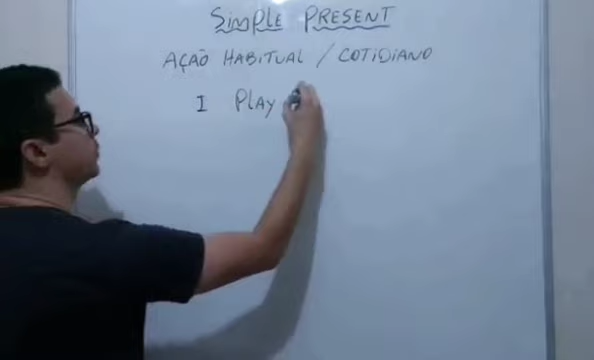 SimPLE PRESENT
AÇÃO HABITUAL / COTIDIANO
I PlAY